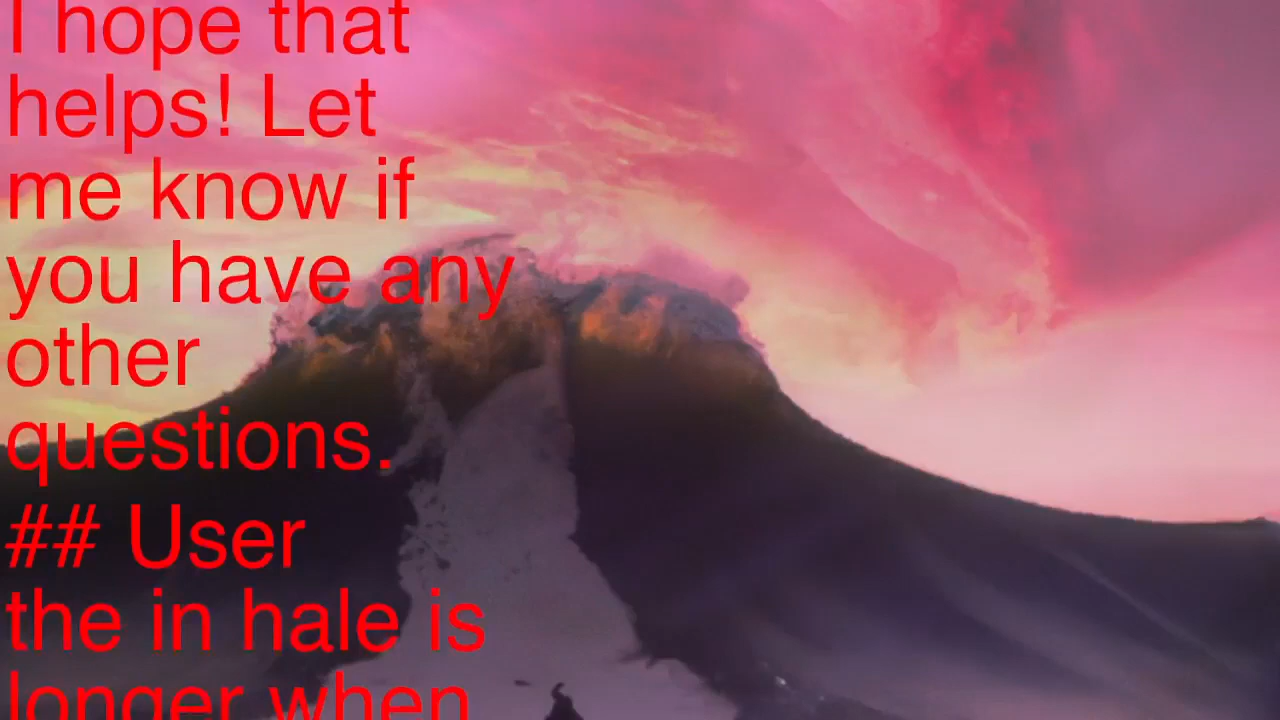 I hope that
helps! Let
me know if
you have any
other
questions.
## User
the in hale is
longer when